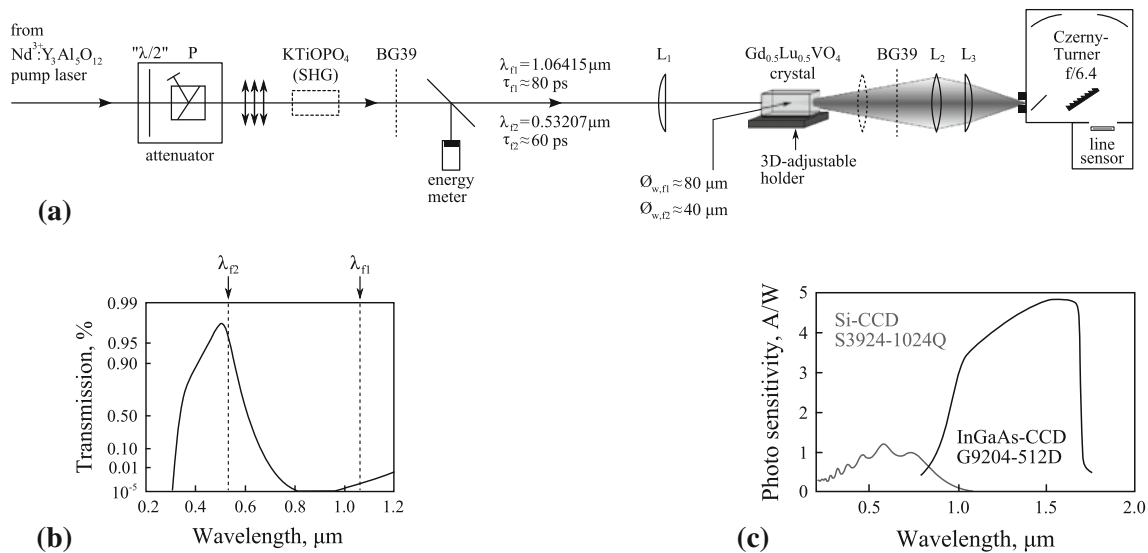 from
Nd³⁺:Y₃Al₅O₁₂
pump laser
"λ/2"
P
attenuator
KTiOPO₄
(SHG)
BG39
energy
meter
λf1=1.06415μm
τf1≈80 ps
λf2=0.53207μm
τf2≈60 ps
L₁
Øw,f1≈80 μm
Øw,f2≈40 μm
Gd₀.₅Lu₀.₅VO₄
crystal
3D-adjustable
holder
BG39
L₂
L₃
Czerny-
Turner
f/6.4
line
sensor
(a)
λf2
λf1
Transmission, %
0.99
0.95
0.90
0.50
0.10
0.01
10⁻⁵
0.2
0.4
0.6
0.8
1.0
1.2
Wavelength, μm
(b)
Photo sensitivity, A/W
5
4
3
2
1
0
Si-CCD
S3924-1024Q
InGaAs-CCD
G9204-512D
0.5
1.0
1.5
2.0
Wavelength, μm
(c)